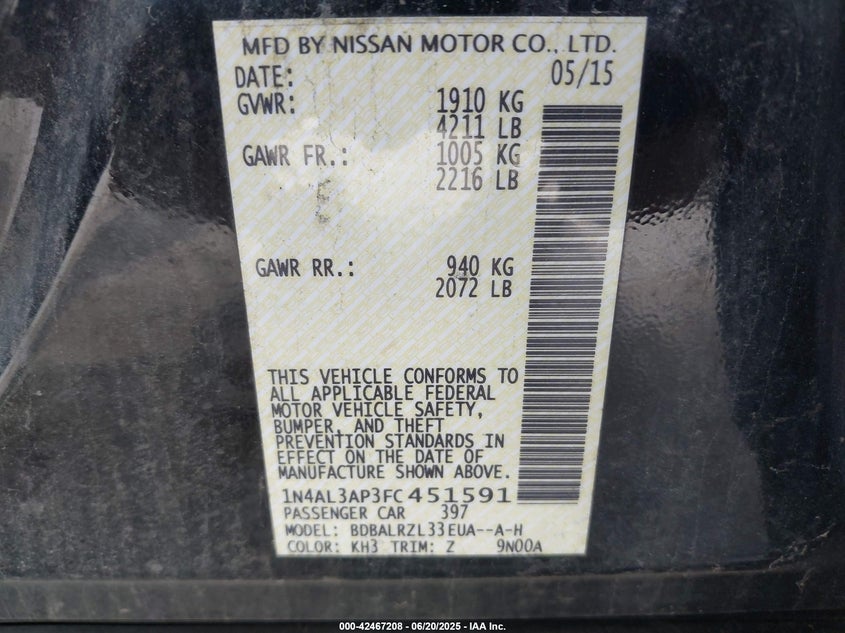 MFD BY NISSAN MOTOR CO., LTD.
DATE: 05/15
GVWR: 1910 KG
4211 LB
GAWR FR.: 1005 KG
2216 LB
E
GAWR RR.: 940 KG
2072 LB
THIS VEHICLE CONFORMS TO
ALL APPLICABLE FEDERAL
MOTOR VEHICLE SAFETY,
BUMPER, AND THEFT
PREVENTION STANDARDS IN
EFFECT ON THE DATE OF
MANUFACTURE SHOWN ABOVE.
1N4AL3AP3FC451591
PASSENGER CAR 397
MODEL: BDBALRZL33EUA--A-H
COLOR: KH3 TRIM: Z 9N00A
000-42467208 - 06/20/2025 - IAA Inc.